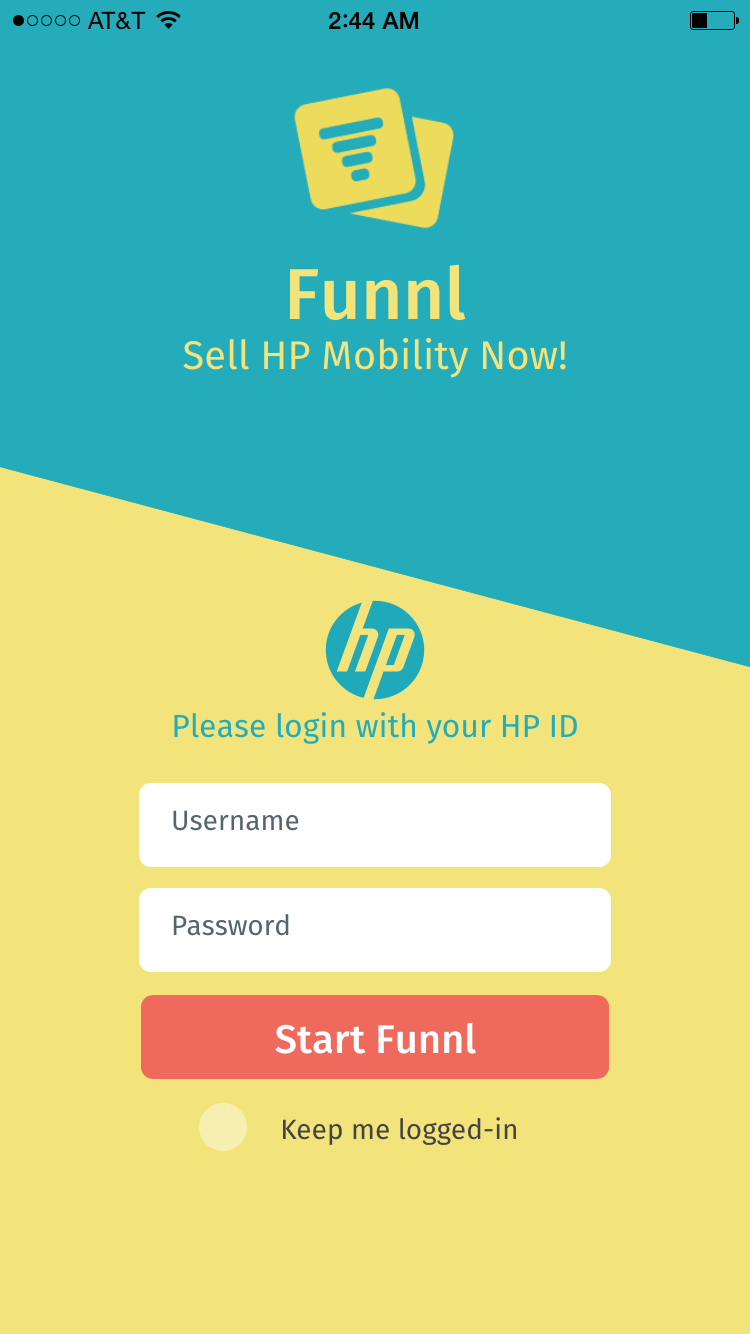 AT&T 2:44 AM
Funnl
Sell HP Mobility Now!
hp
Please login with your HP ID
Username
Password
Start Funnl
Keep me logged-in